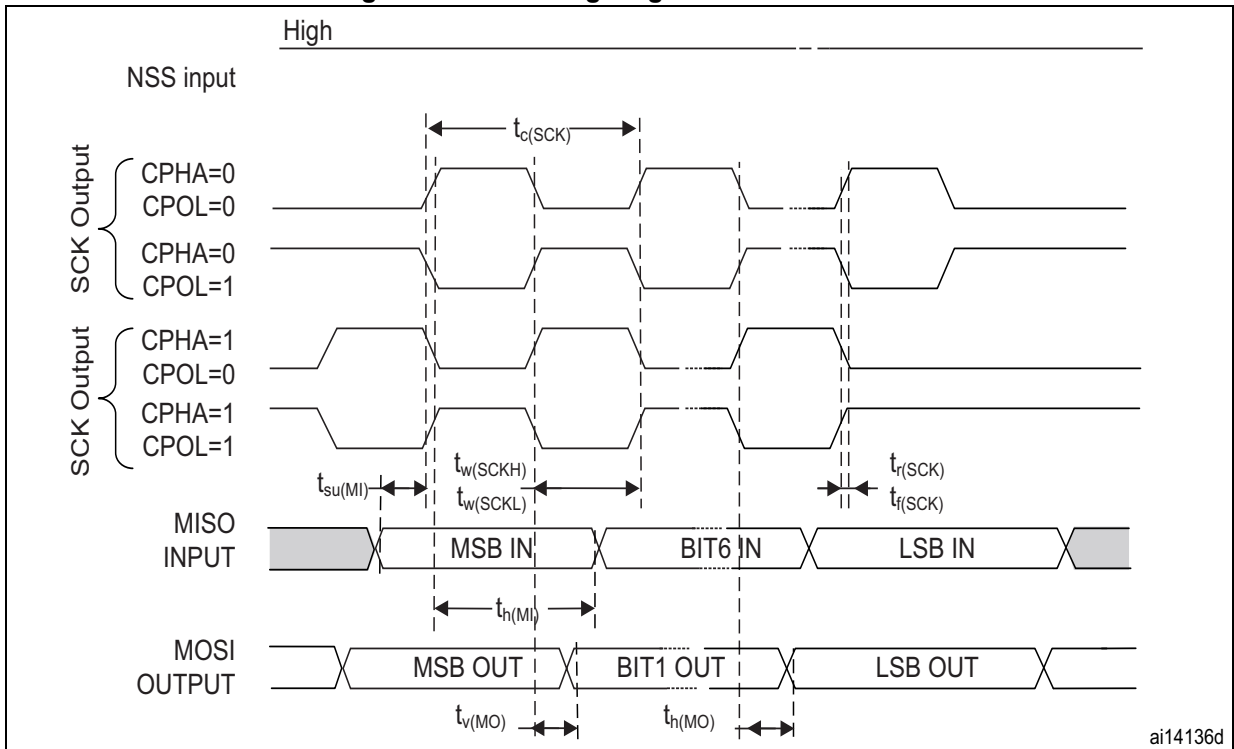 High
NSS input
tc(SCK)
SCK Output
CPHA=0
CPOL=0
CPHA=0
CPOL=1
SCK Output
CPHA=1
CPOL=0
CPHA=1
CPOL=1
tsu(MI)
tw(SCKH)
tw(SCKL)
tr(SCK)
tf(SCK)
MISO
INPUT
MSB IN
BIT6 IN
LSB IN
th(MI)
MOSI
OUTPUT
MSB OUT
BIT1 OUT
LSB OUT
tv(MO)
th(MO)
ai14136d